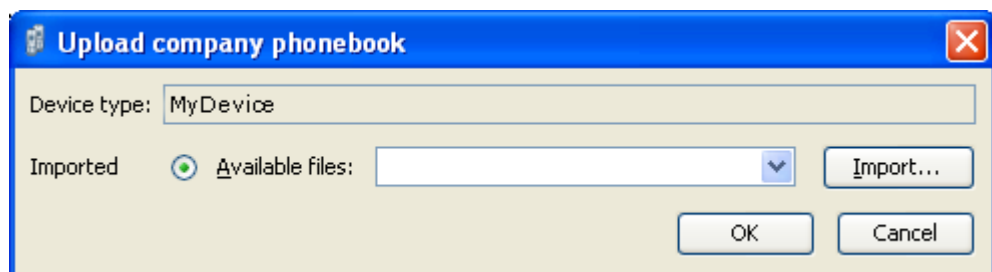 Upload company phonebook
Device type: MyDevice
Imported Available files: Import...
OK Cancel